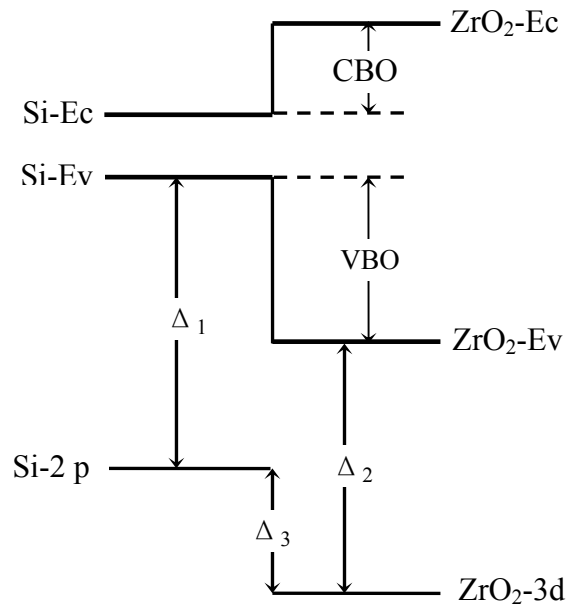 ZrO₂-Ec
CBO
Si-Ec
Si-Ev
VBO
Δ 1
ZrO₂-Ev
Si-2 p
Δ 2
Δ 3
ZrO₂-3d